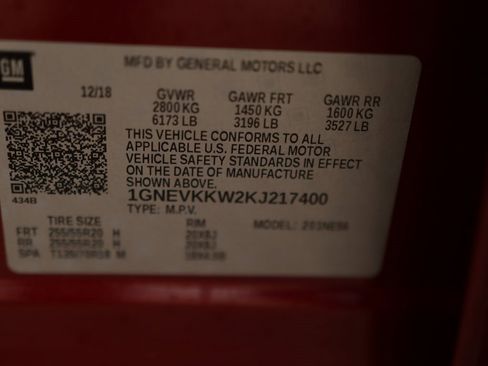 GM
MFD BY GENERAL MOTORS LLC
12/18
GVWR GAWR FRT GAWR RR
2800 KG 1450 KG 1600 KG
6173 LB 3196 LB 3527 LB
THIS VEHICLE CONFORMS TO ALL
APPLICABLE U.S. FEDERAL MOTOR
VEHICLE SAFETY STANDARDS IN EFFECT
ON THE DATE OF MANUFACTURE
SHOWN ABOVE.
434B
1GNEVKKW2KJ217400
TYPE: M.P.V. MODEL:
TIRE SIZE RIM
FRT 255/55R20 H 20X8J
RR 255/55R20 H 20X8J
SPA